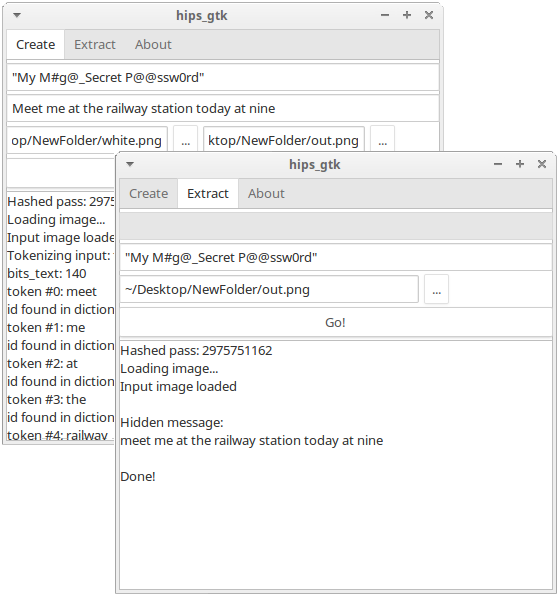 hips_gtk
Create Extract About
"My M#g@_Secret P@@ssw0rd"
Meet me at the railway station today at nine
op/NewFolder/white.png ... ktop/NewFolder/out.png ...
Hashed pass: 2975
Loading image...
Input image loade
Tokenizing input:
bits_text: 140
token #0: meet
id found in diction
token #1: me
id found in diction
token #2: at
id found in diction
token #3: the
id found in diction
token #4: railway
hips_gtk
Create Extract About
"My M#g@_Secret P@@ssw0rd"
~/Desktop/NewFolder/out.png ...
Go!
Hashed pass: 2975751162
Loading image...
Input image loaded
Hidden message:
meet me at the railway station today at nine
Done!